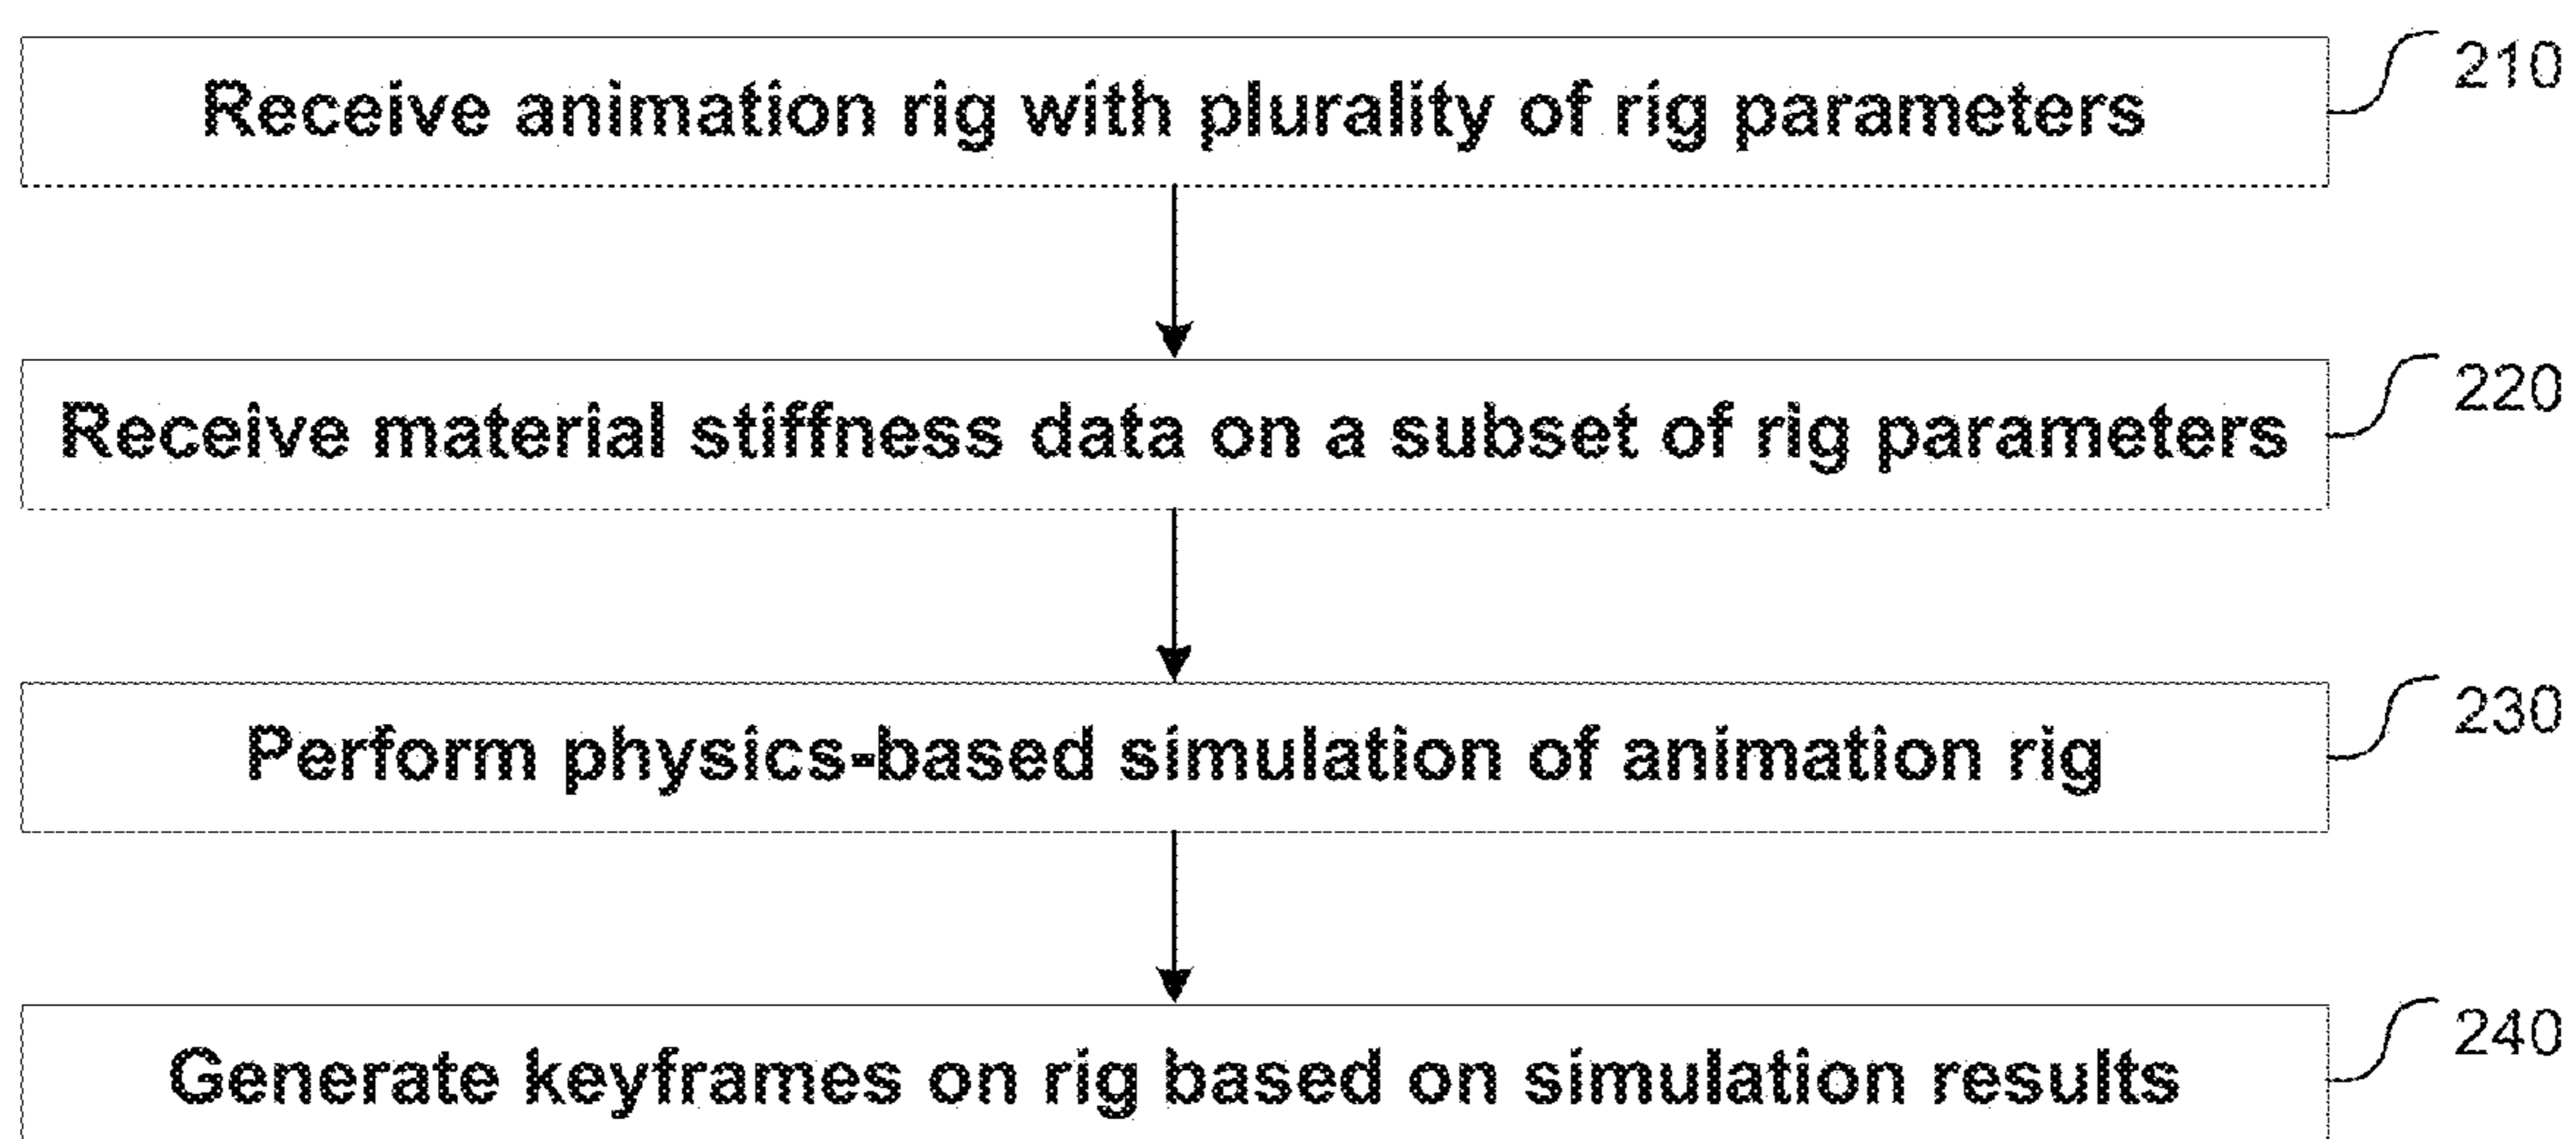 Receive animation rig with plurality of rig parameters
210
Receive material stiffness data on a subset of rig parameters
220
Perform physics-based simulation of animation rig
230
Generate keyframes on rig based on simulation results
240